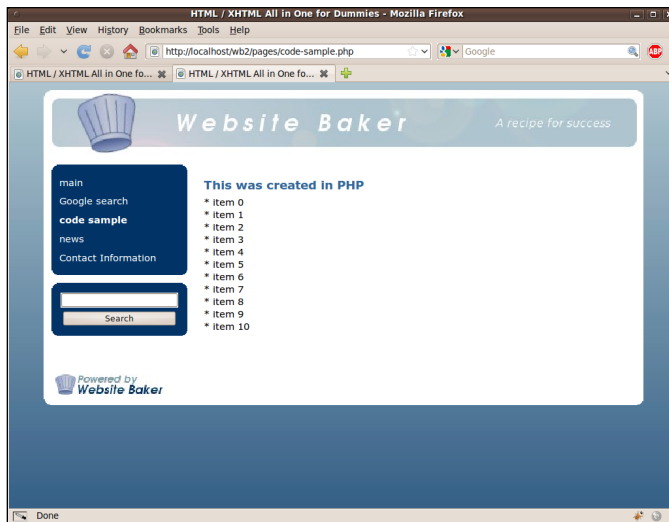 HTML / XHTML All in One for Dummies - Mozilla Firefox
File Edit View History Bookmarks Tools Help
http://localhost/wb2/pages/code-sample.php
Google
ABP
HTML / XHTML All in One fo...
HTML / XHTML All in One fo...
Website Baker
A recipe for success
main
Google search
code sample
news
Contact Information
Search
This was created in PHP
* item 0
* item 1
* item 2
* item 3
* item 4
* item 5
* item 6
* item 7
* item 8
* item 9
* item 10
Powered by
Website Baker
Done